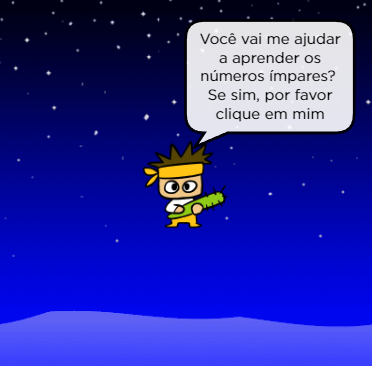 Você vai me ajudar
a aprender os
números ímpares?
Se sim, por favor
clique em mim